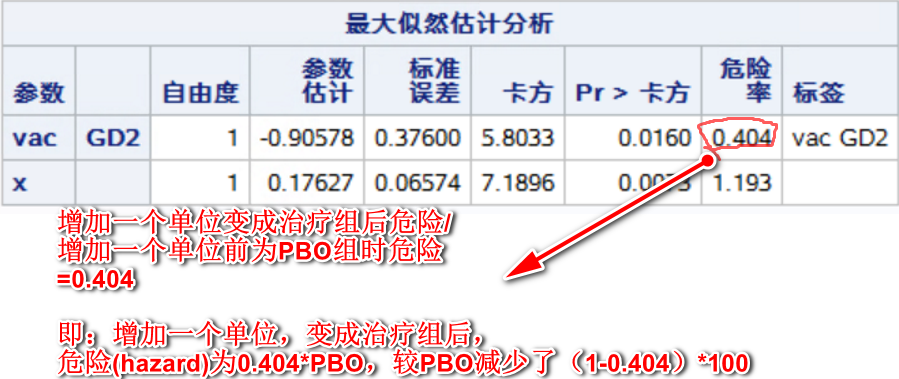 最大似然估计分析
参数 自由度 参数估计 标准误差 卡方 Pr > 卡方 危险率 标签
vac GD2 1 -0.90578 0.37600 5.8033 0.0160 0.404 vac GD2
x 1 0.17627 0.06574 7.1896 1.193
增加一个单位变成治疗组后危险/
增加一个单位前为PBO组时危险
=0.404
即：增加一个单位，变成治疗组后，
危险(hazard)为0.404*PBO，较PBO减少了（1-0.404）*100